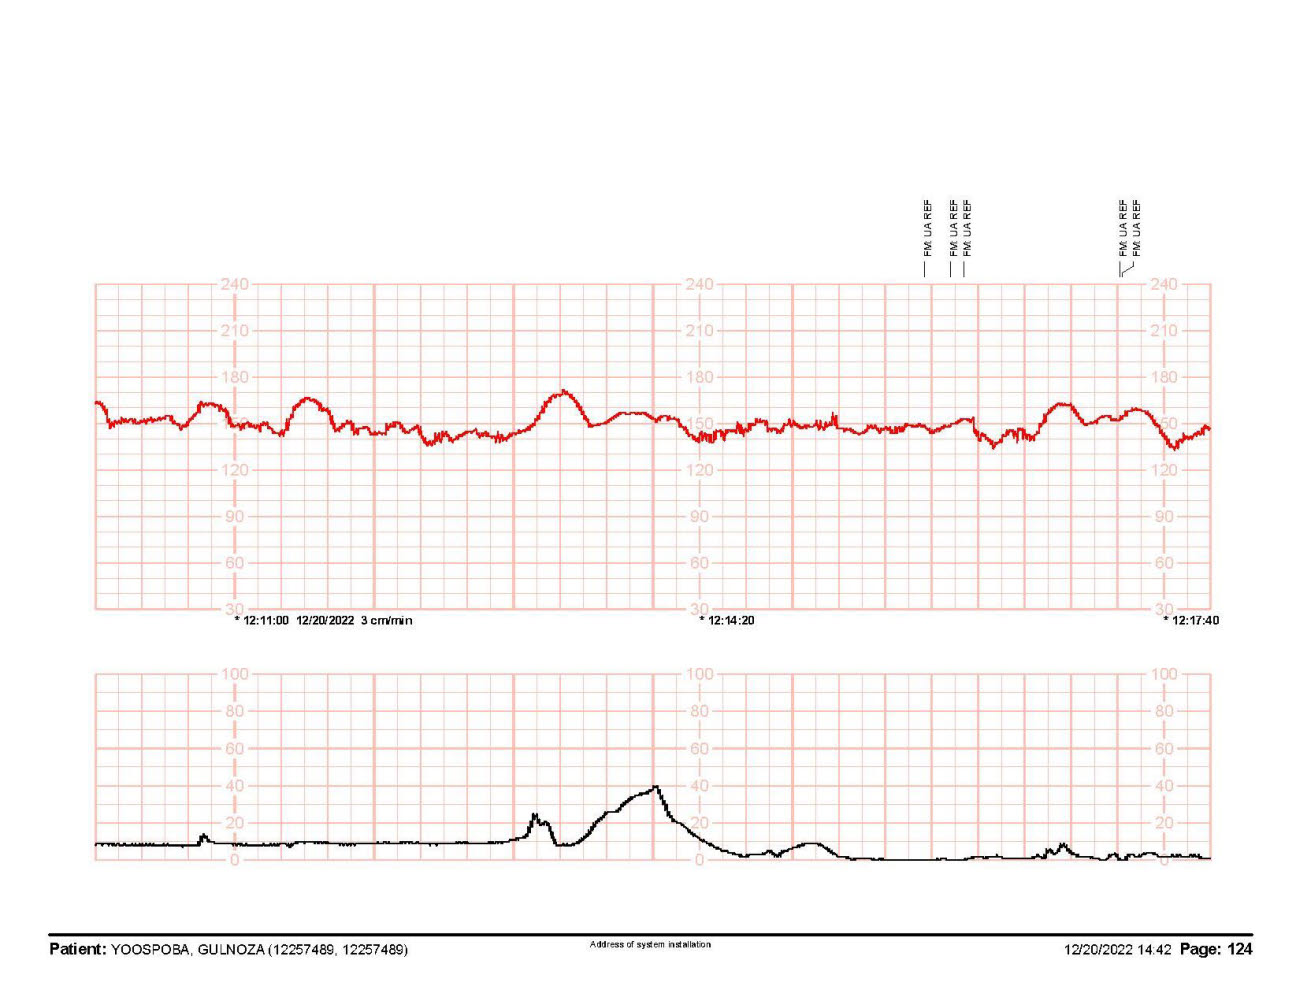 FM: UA REF
FM: UA REF
FM: UA REF
FM: UA REF
FM: UA REF
240 240 240
210 210 210
180 180 180
150 150 150
120 120 120
90 90 90
60 60 60
30 30 30
* 12:11:00 12/20/2022 3 cm/min * 12:14:20 * 12:17:40
100 100 100
80 80 80
60 60 60
40 40 40
20 20 20
0 0 0
Patient: YOOSPOBA, GULNOZA (12257489, 12257489) Address of system installation 12/20/2022 14:42 Page: 124